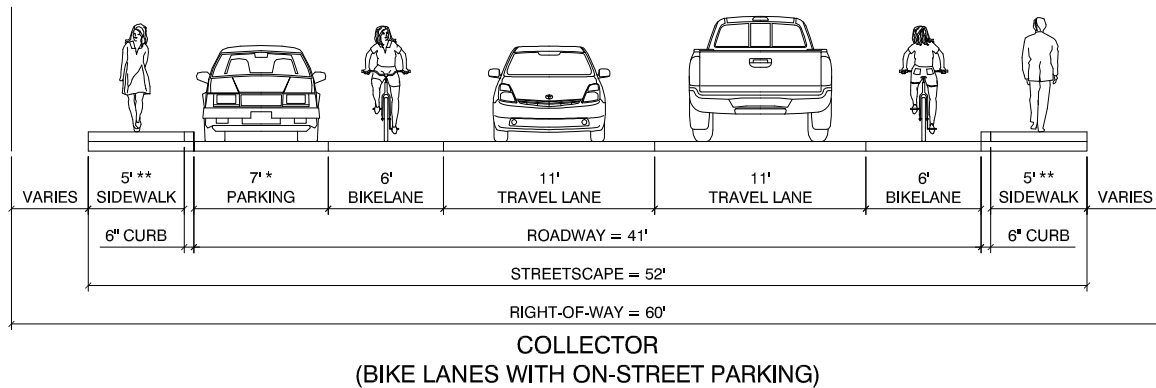 5' ** 7' * 6' 11' 11' 6' 5' **
VARIES SIDEWALK PARKING BIKELANE TRAVEL LANE TRAVEL LANE BIKELANE SIDEWALK VARIES
6" CURB ROADWAY = 41' 6" CURB
STREETSCAPE = 52'
RIGHT-OF-WAY = 60'
COLLECTOR
(BIKE LANES WITH ON-STREET PARKING)